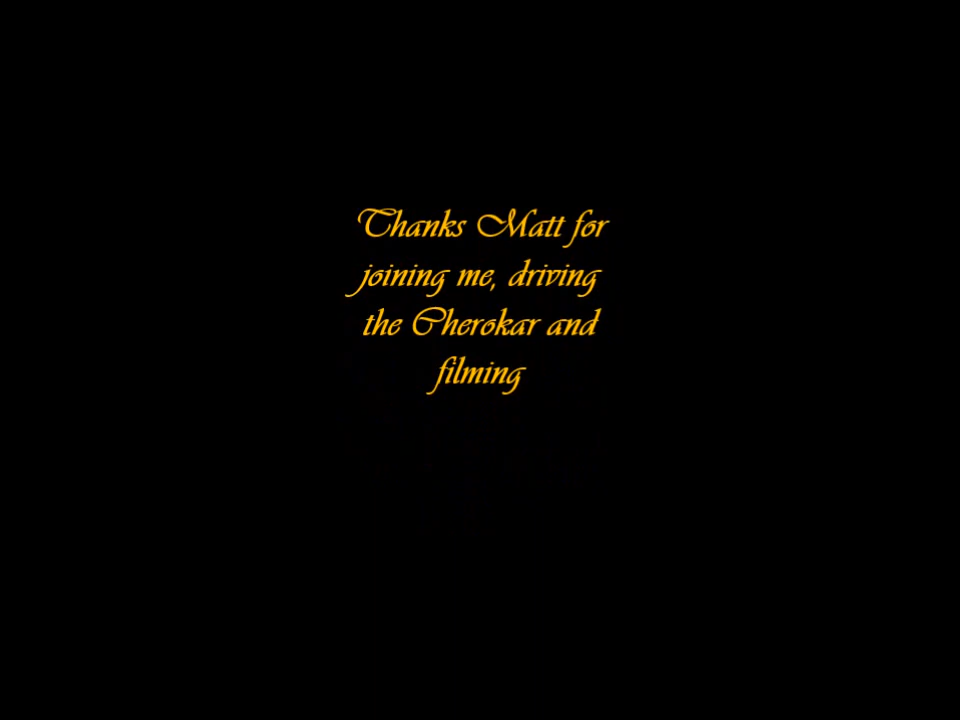 Thanks Matt for
joining me, driving
the Cherokar and
filming